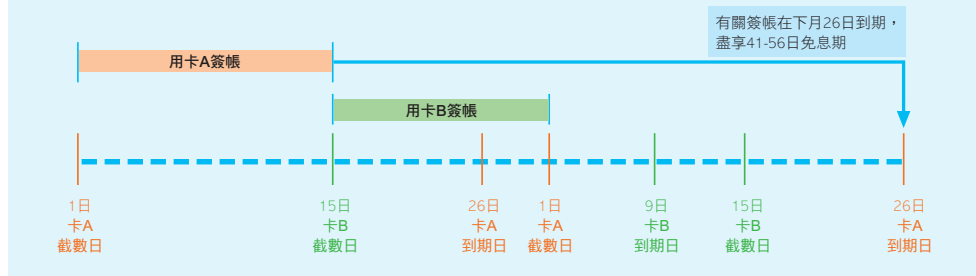 有關簽帳在下月26日到期，
盡享41-56日免息期
用卡A簽帳
用卡B簽帳
1日
卡A
截數日
15日
卡B
截數日
26日
卡A
到期日
1日
卡A
截數日
9日
卡B
到期日
15日
卡B
截數日
26日
卡A
到期日